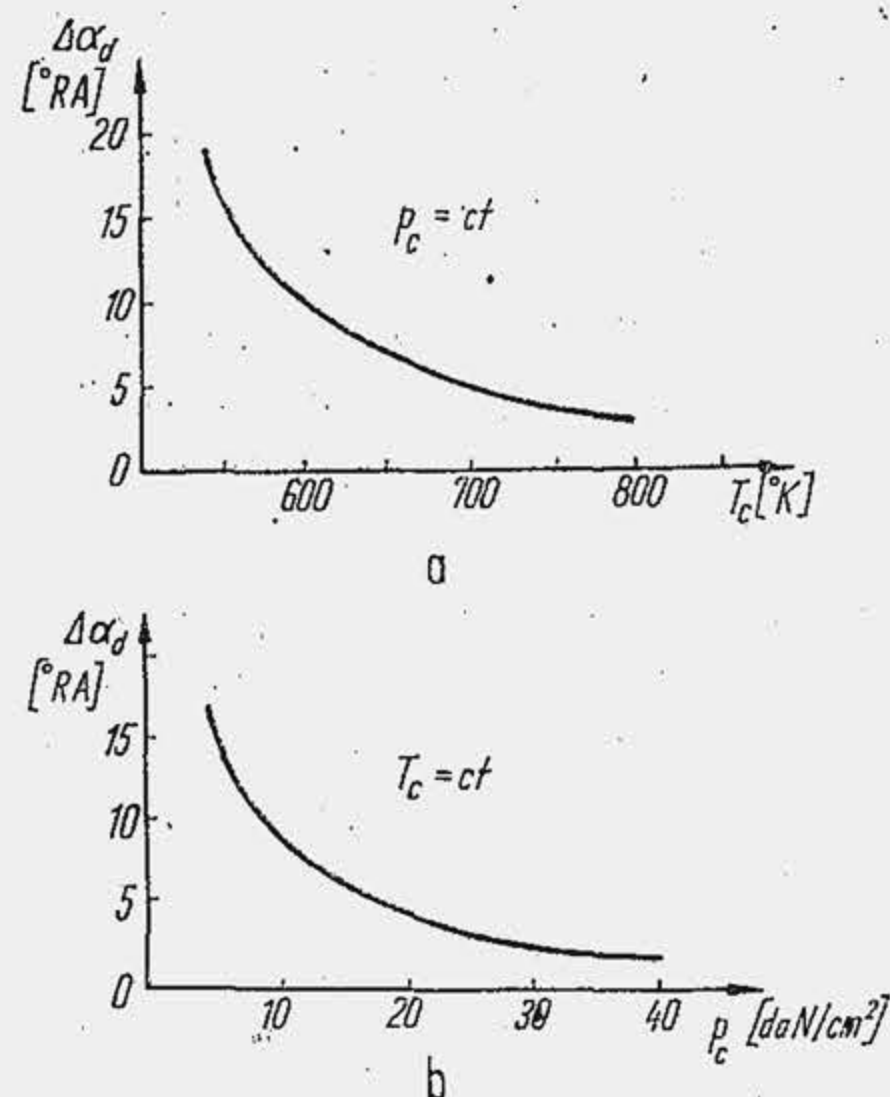 Δα_d
[°RA]
20
15
10
5
0
p_c = ct
600 700 800 T_c [°K]
a
Δα_d
[°RA]
15
10
5
0
T_c = ct
10 20 30 40 p_c [daN/cm²]
b